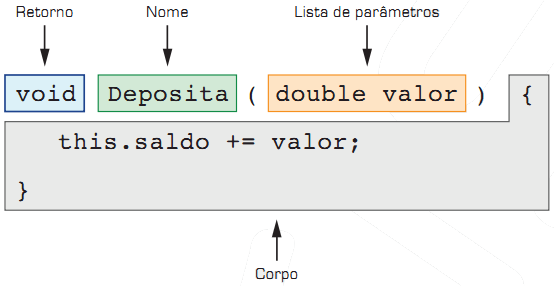 Retorno Nome Lista de parâmetros
void Deposita ( double valor ) {
this.saldo += valor;
}
Corpo